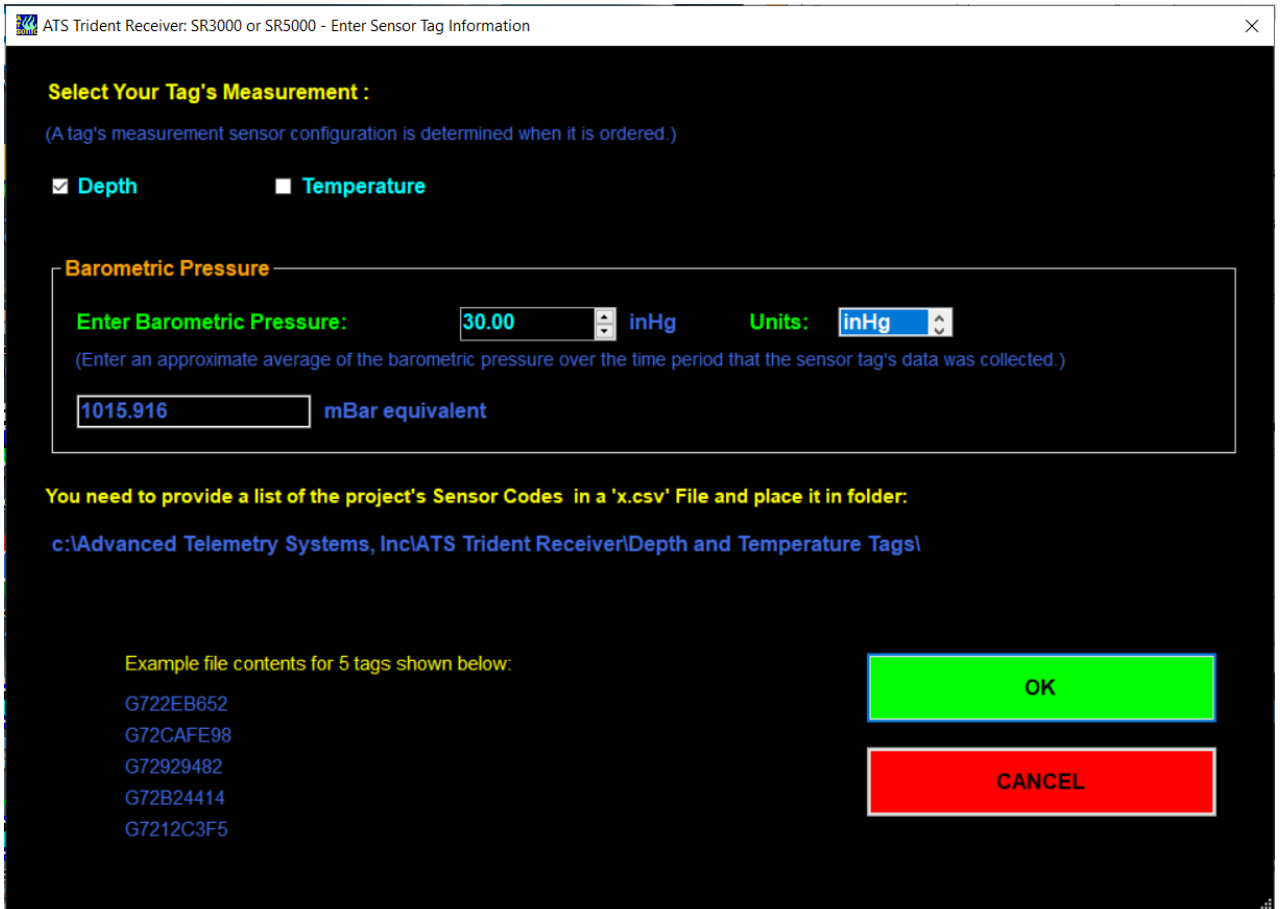 ATS Trident Receiver: SR3000 or SR5000 - Enter Sensor Tag Information
Select Your Tag's Measurement :
(A tag's measurement sensor configuration is determined when it is ordered.)
Depth Temperature
Barometric Pressure
Enter Barometric Pressure: 30.00 inHg Units: inHg
(Enter an approximate average of the barometric pressure over the time period that the sensor tag's data was collected.)
1015.916 mBar equivalent
You need to provide a list of the project's Sensor Codes in a 'x.csv' File and place it in folder:
c:\Advanced Telemetry Systems, Inc\ATS Trident Receiver\Depth and Temperature Tags\
Example file contents for 5 tags shown below:
G722EB652
G72CAFE98
G72929482
G72B24414
G7212C3F5
OK
CANCEL